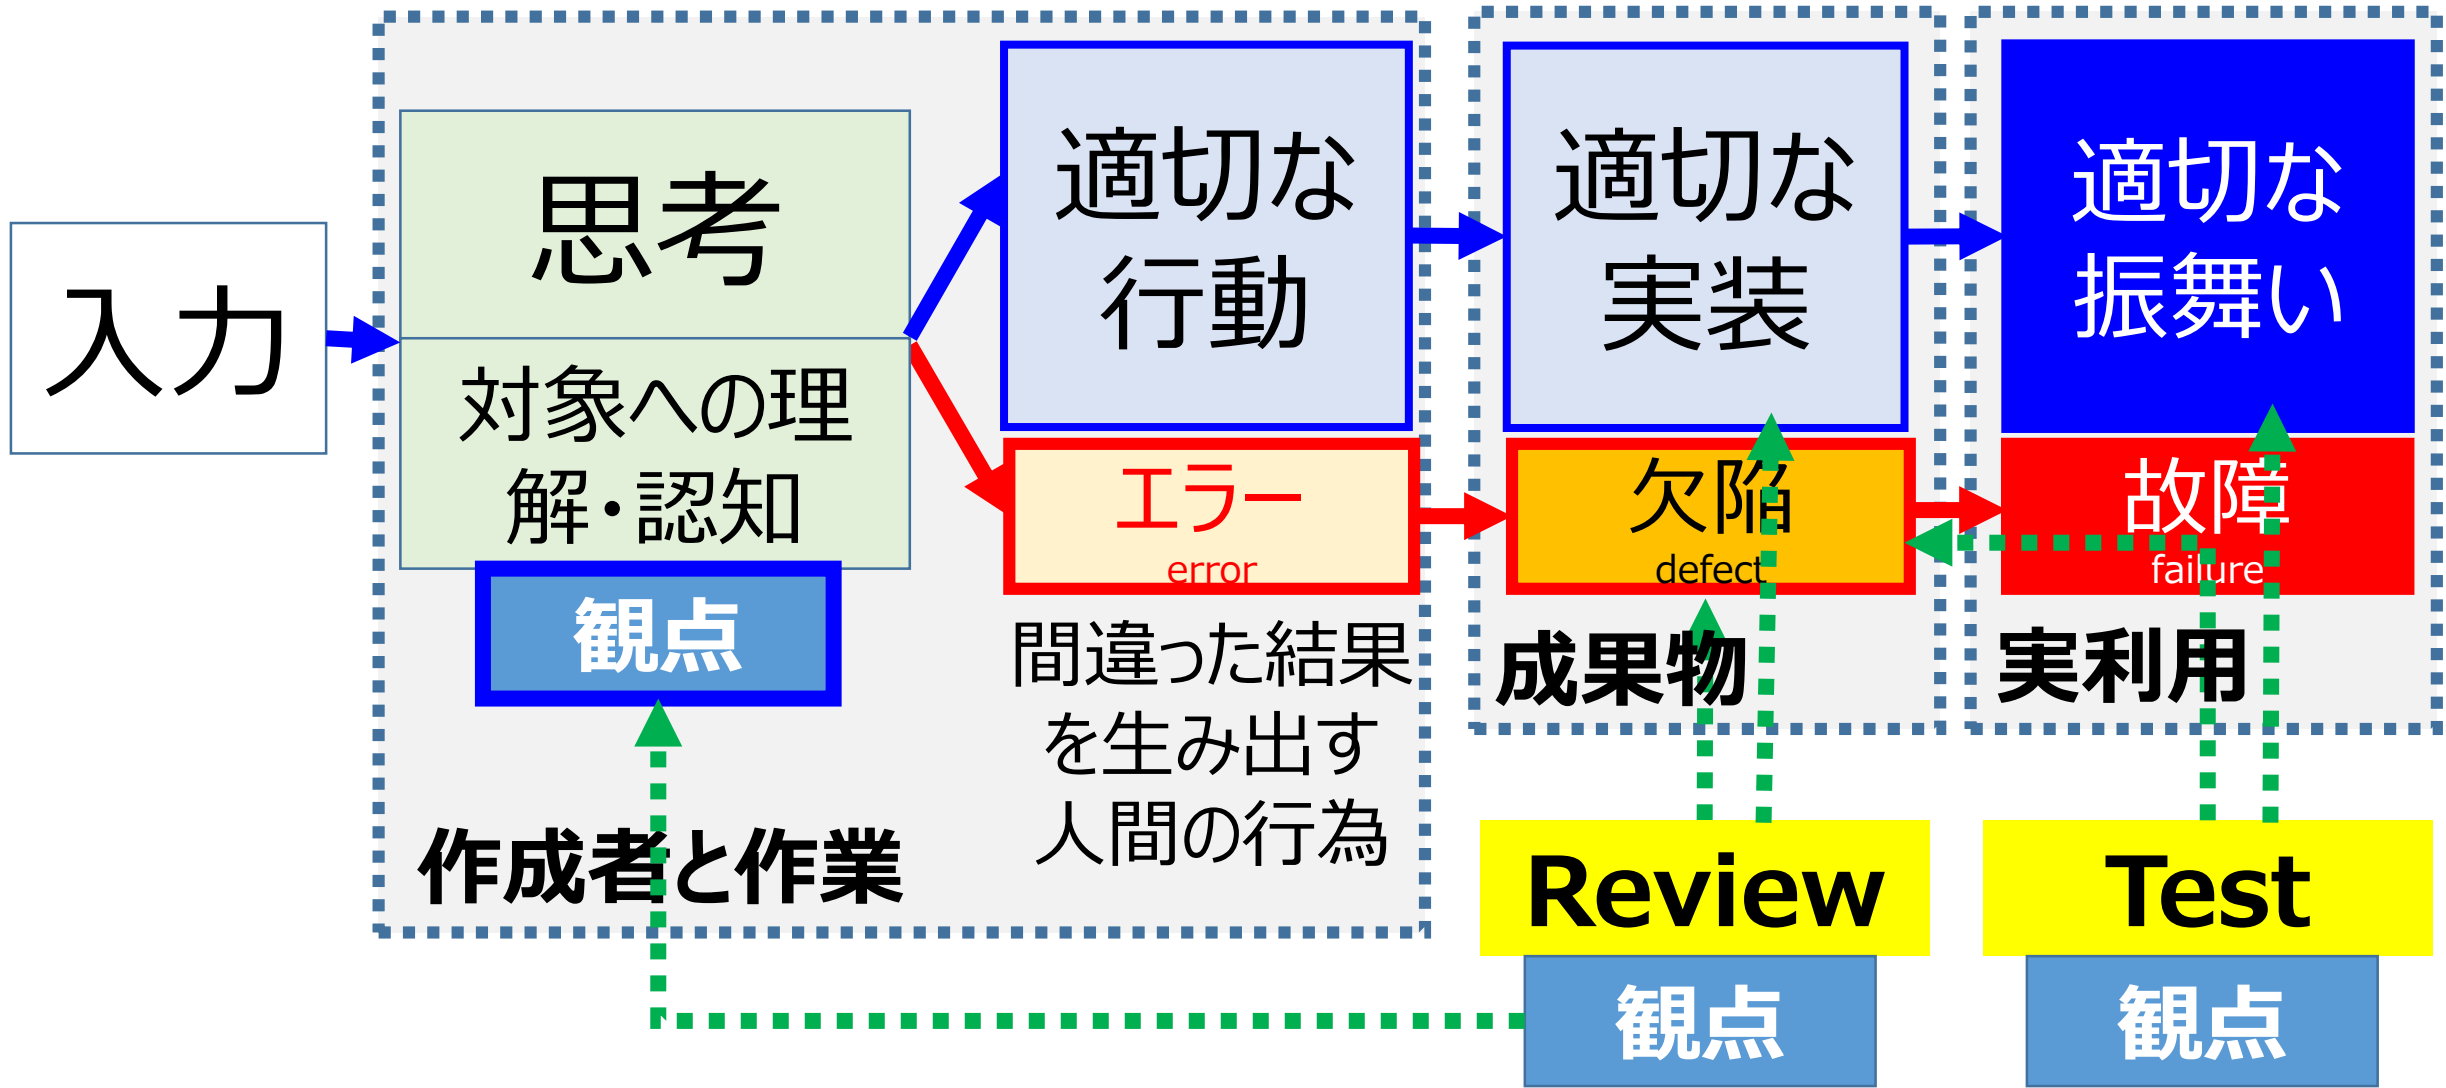 入力
思考
対象への理
解・認知
観点
作成者と作業
適切な
行動
エラー
error
間違った結果
を生み出す
人間の行為
適切な
実装
欠陥
defect
成果物
適切な
振舞い
故障
failure
実利用
Review
観点
Test
観点